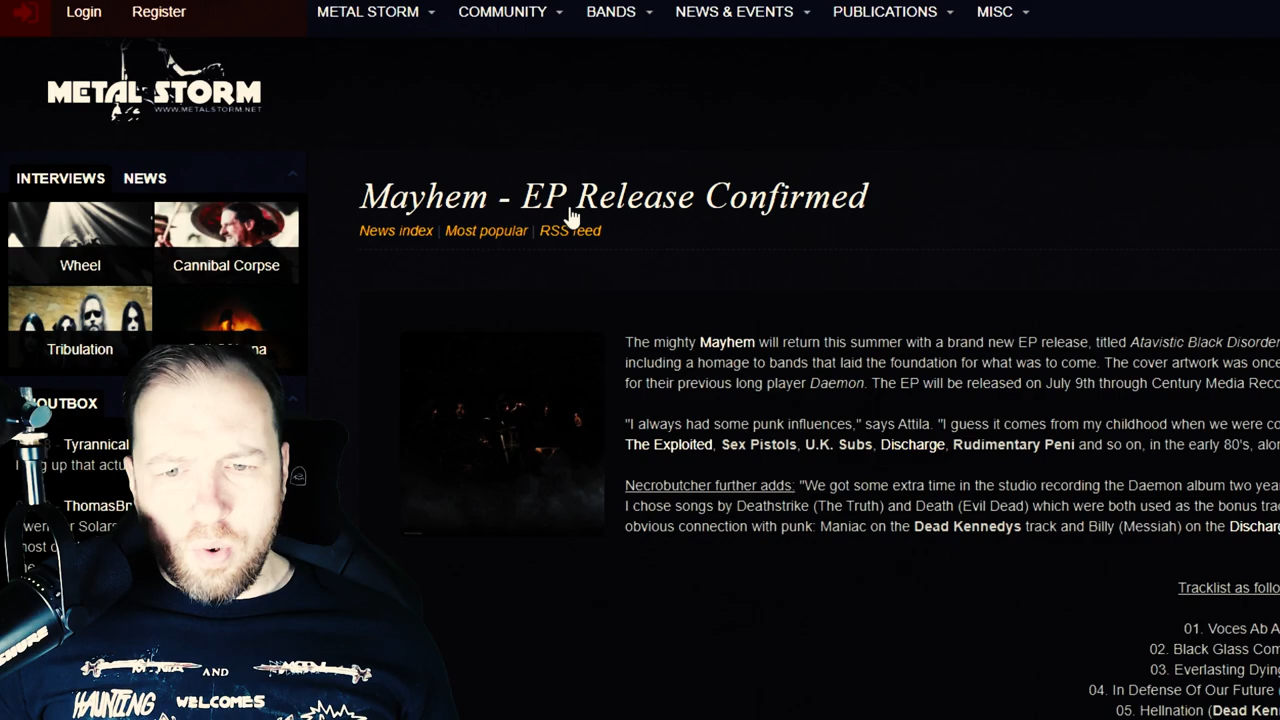 Login Register METAL STORM COMMUNITY BANDS NEWS & EVENTS PUBLICATIONS MISC
METAL STORM
WWW.METALSTORM.NET
INTERVIEWS NEWS
Mayhem - EP Release Confirmed
News index | Most popular | RSS feed
Wheel Cannibal Corpse
Tribulation
OUTBOX
Tyrannical
up that
ThomasBr
Solars
The mighty Mayhem will return this summer with a brand new EP release, titled Atavistic Black Disorder
including a homage to bands that laid the foundation for what was to come. The cover artwork was once
for their previous long player Daemon. The EP will be released on July 9th through Century Media Reco
"I always had some punk influences," says Attila. "I guess it comes from my childhood when we were co
The Exploited, Sex Pistols, U.K. Subs, Discharge, Rudimentary Peni and so on, in the early 80's, alon
Necrobutcher further adds: "We got some extra time in the studio recording the Daemon album two yea
I chose songs by Deathstrike (The Truth) and Death (Evil Dead) which were both used as the bonus tra
obvious connection with punk: Maniac on the Dead Kennedys track and Billy (Messiah) on the Discharg
Tracklist as follo
01. Voces Ab A
02. Black Glass Com
03. Everlasting Dying
04. In Defense Of Our Future (
05. Hellnation (Dead Ken
SHURE
AND
HAUNTING WELCOMES